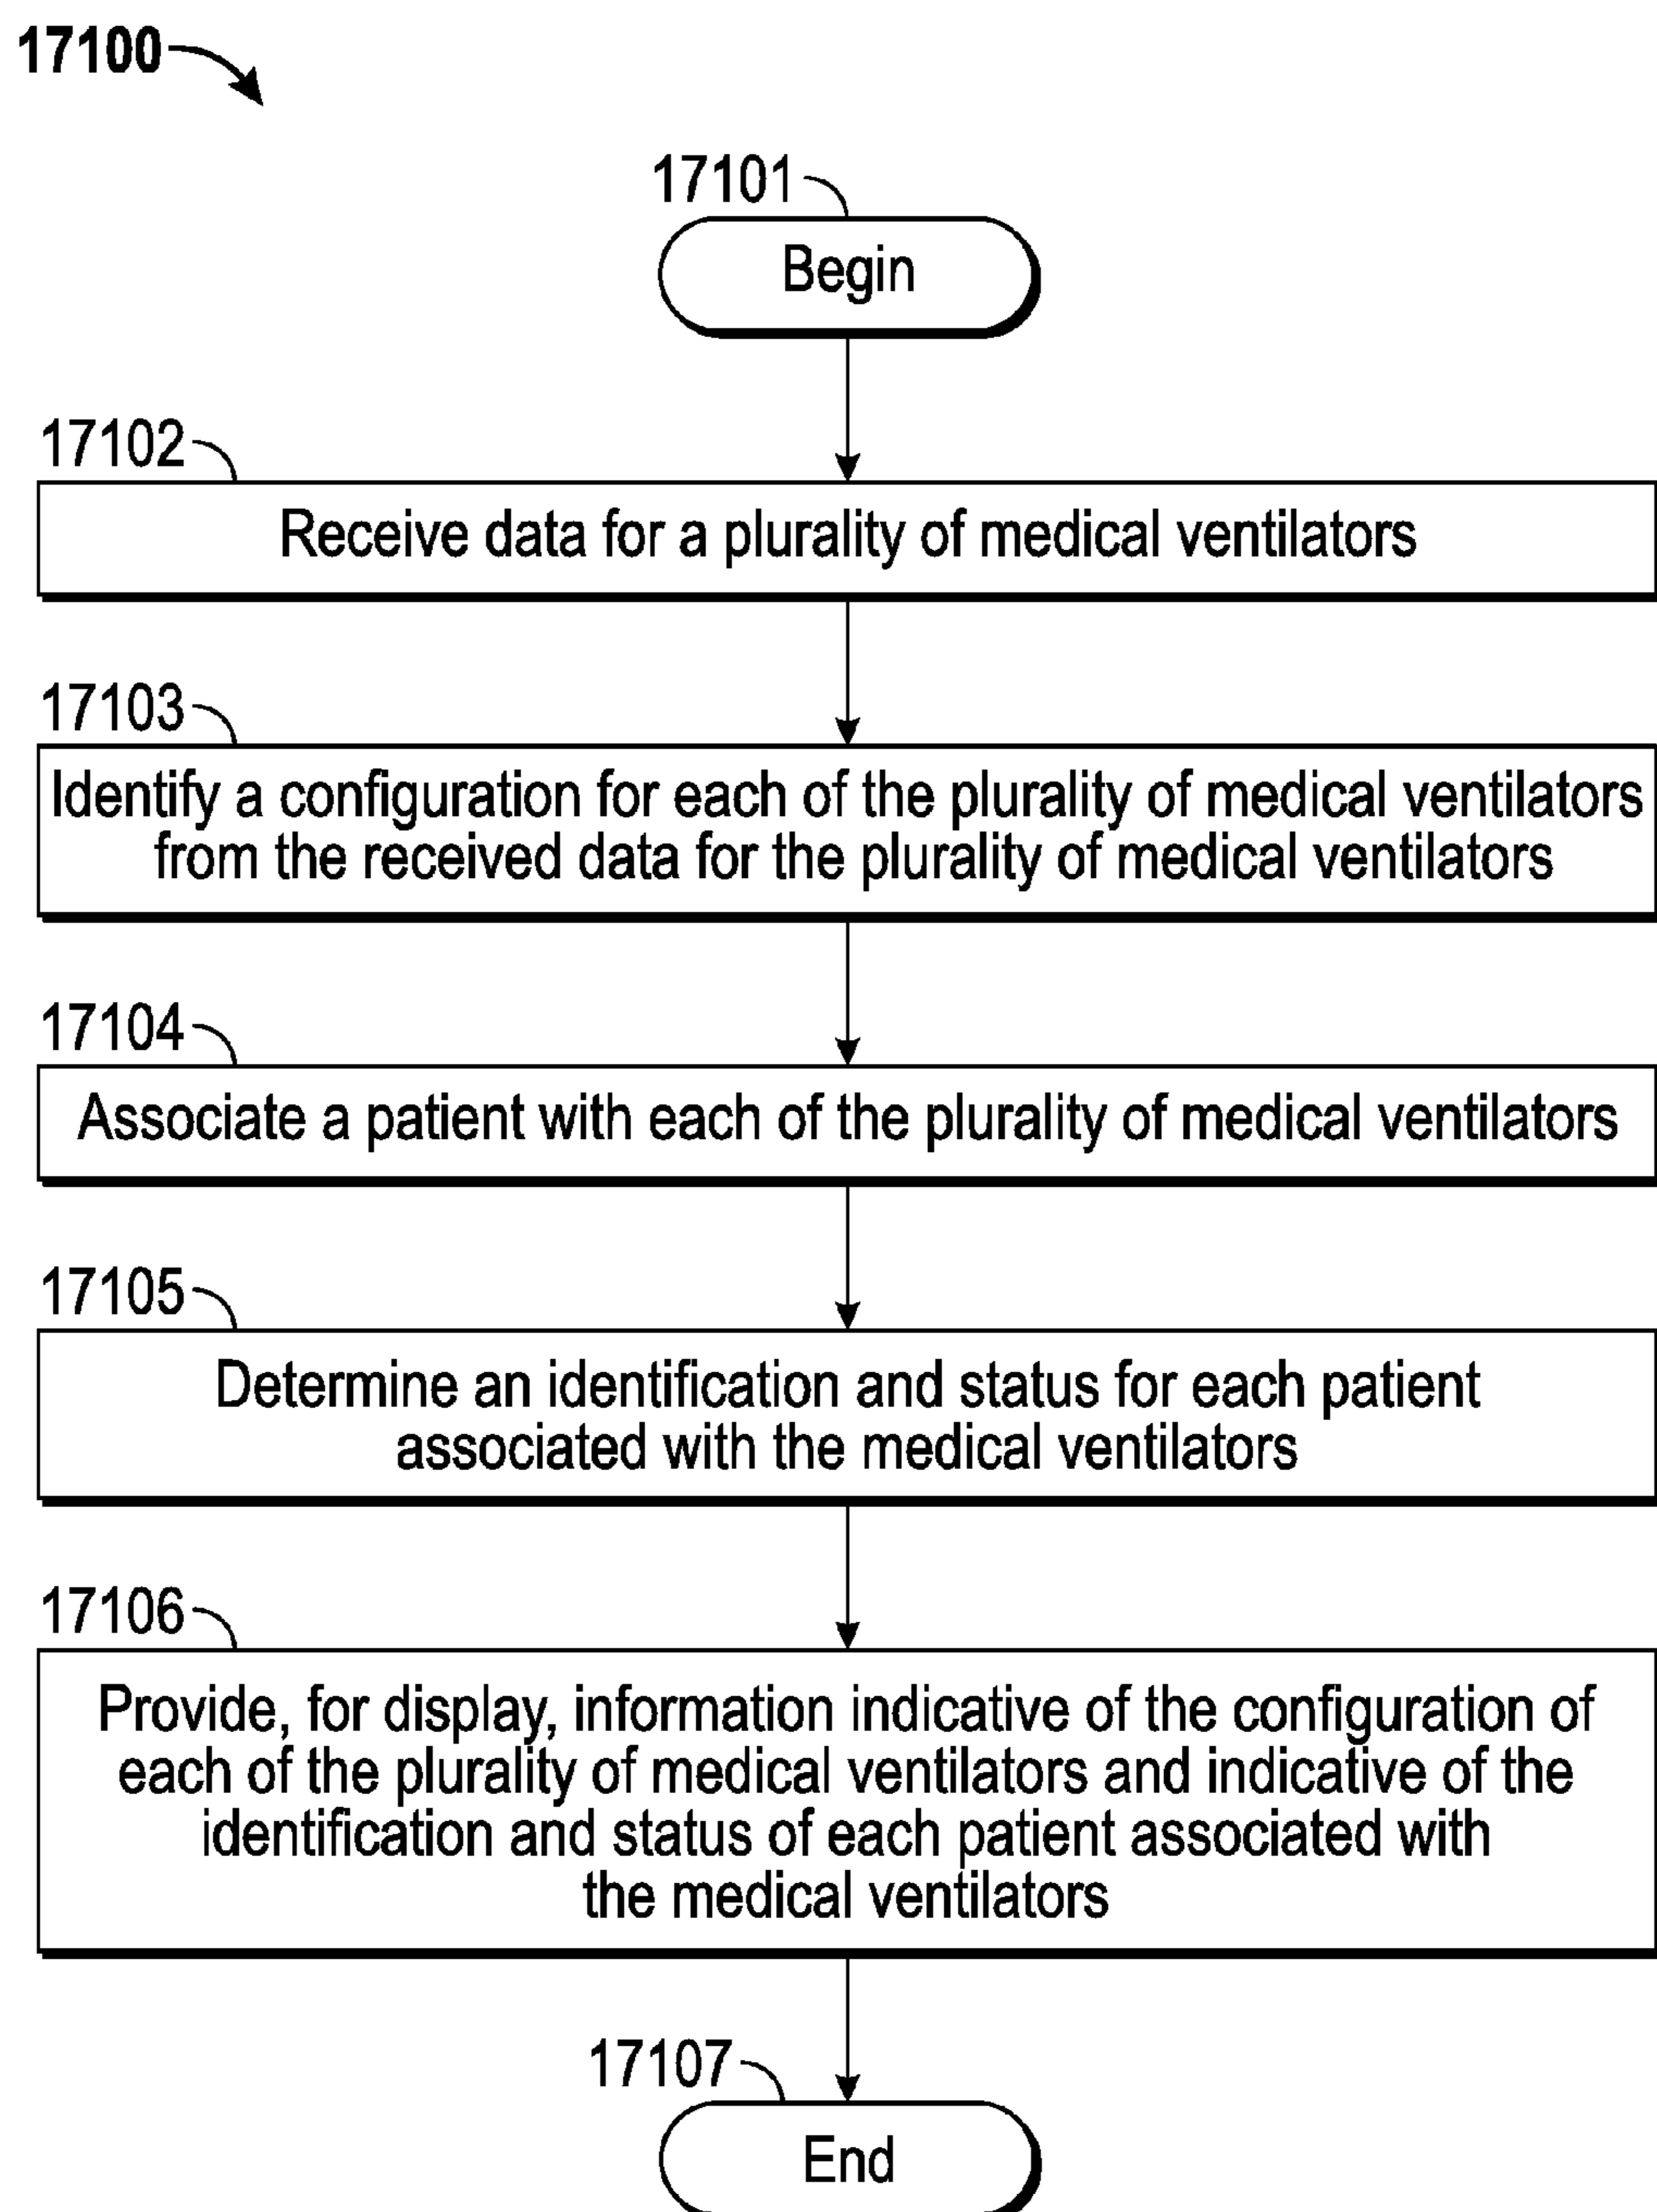 17100
17101
Begin
17102
Receive data for a plurality of medical ventilators
17103
Identify a configuration for each of the plurality of medical ventilators
from the received data for the plurality of medical ventilators
17104
Associate a patient with each of the plurality of medical ventilators
17105
Determine an identification and status for each patient
associated with the medical ventilators
17106
Provide, for display, information indicative of the configuration of
each of the plurality of medical ventilators and indicative of the
identification and status of each patient associated with
the medical ventilators
17107
End